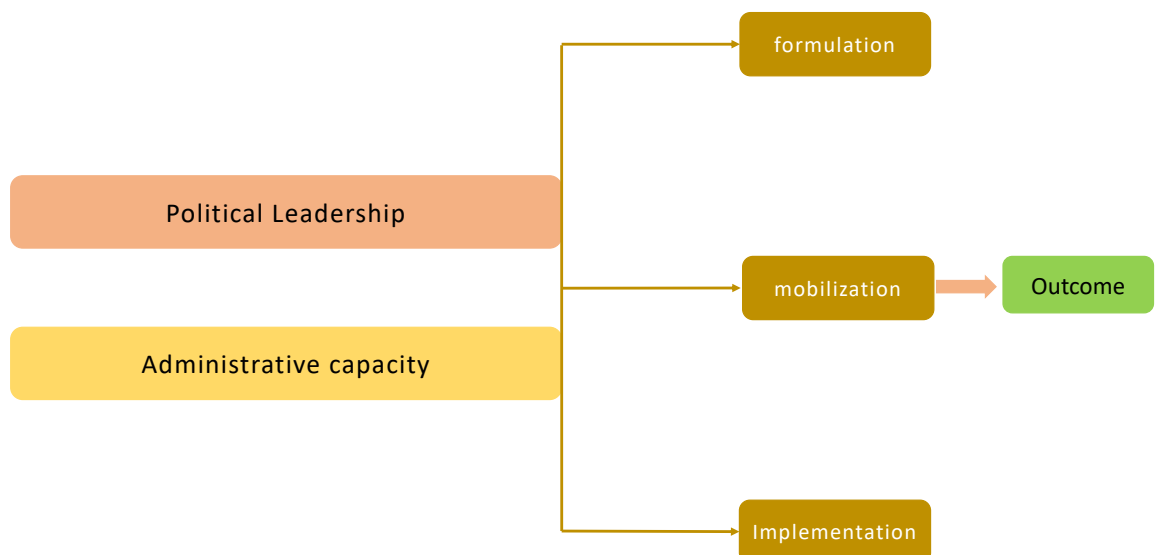 formulation
Political Leadership
mobilization
Outcome
Administrative capacity
Implementation